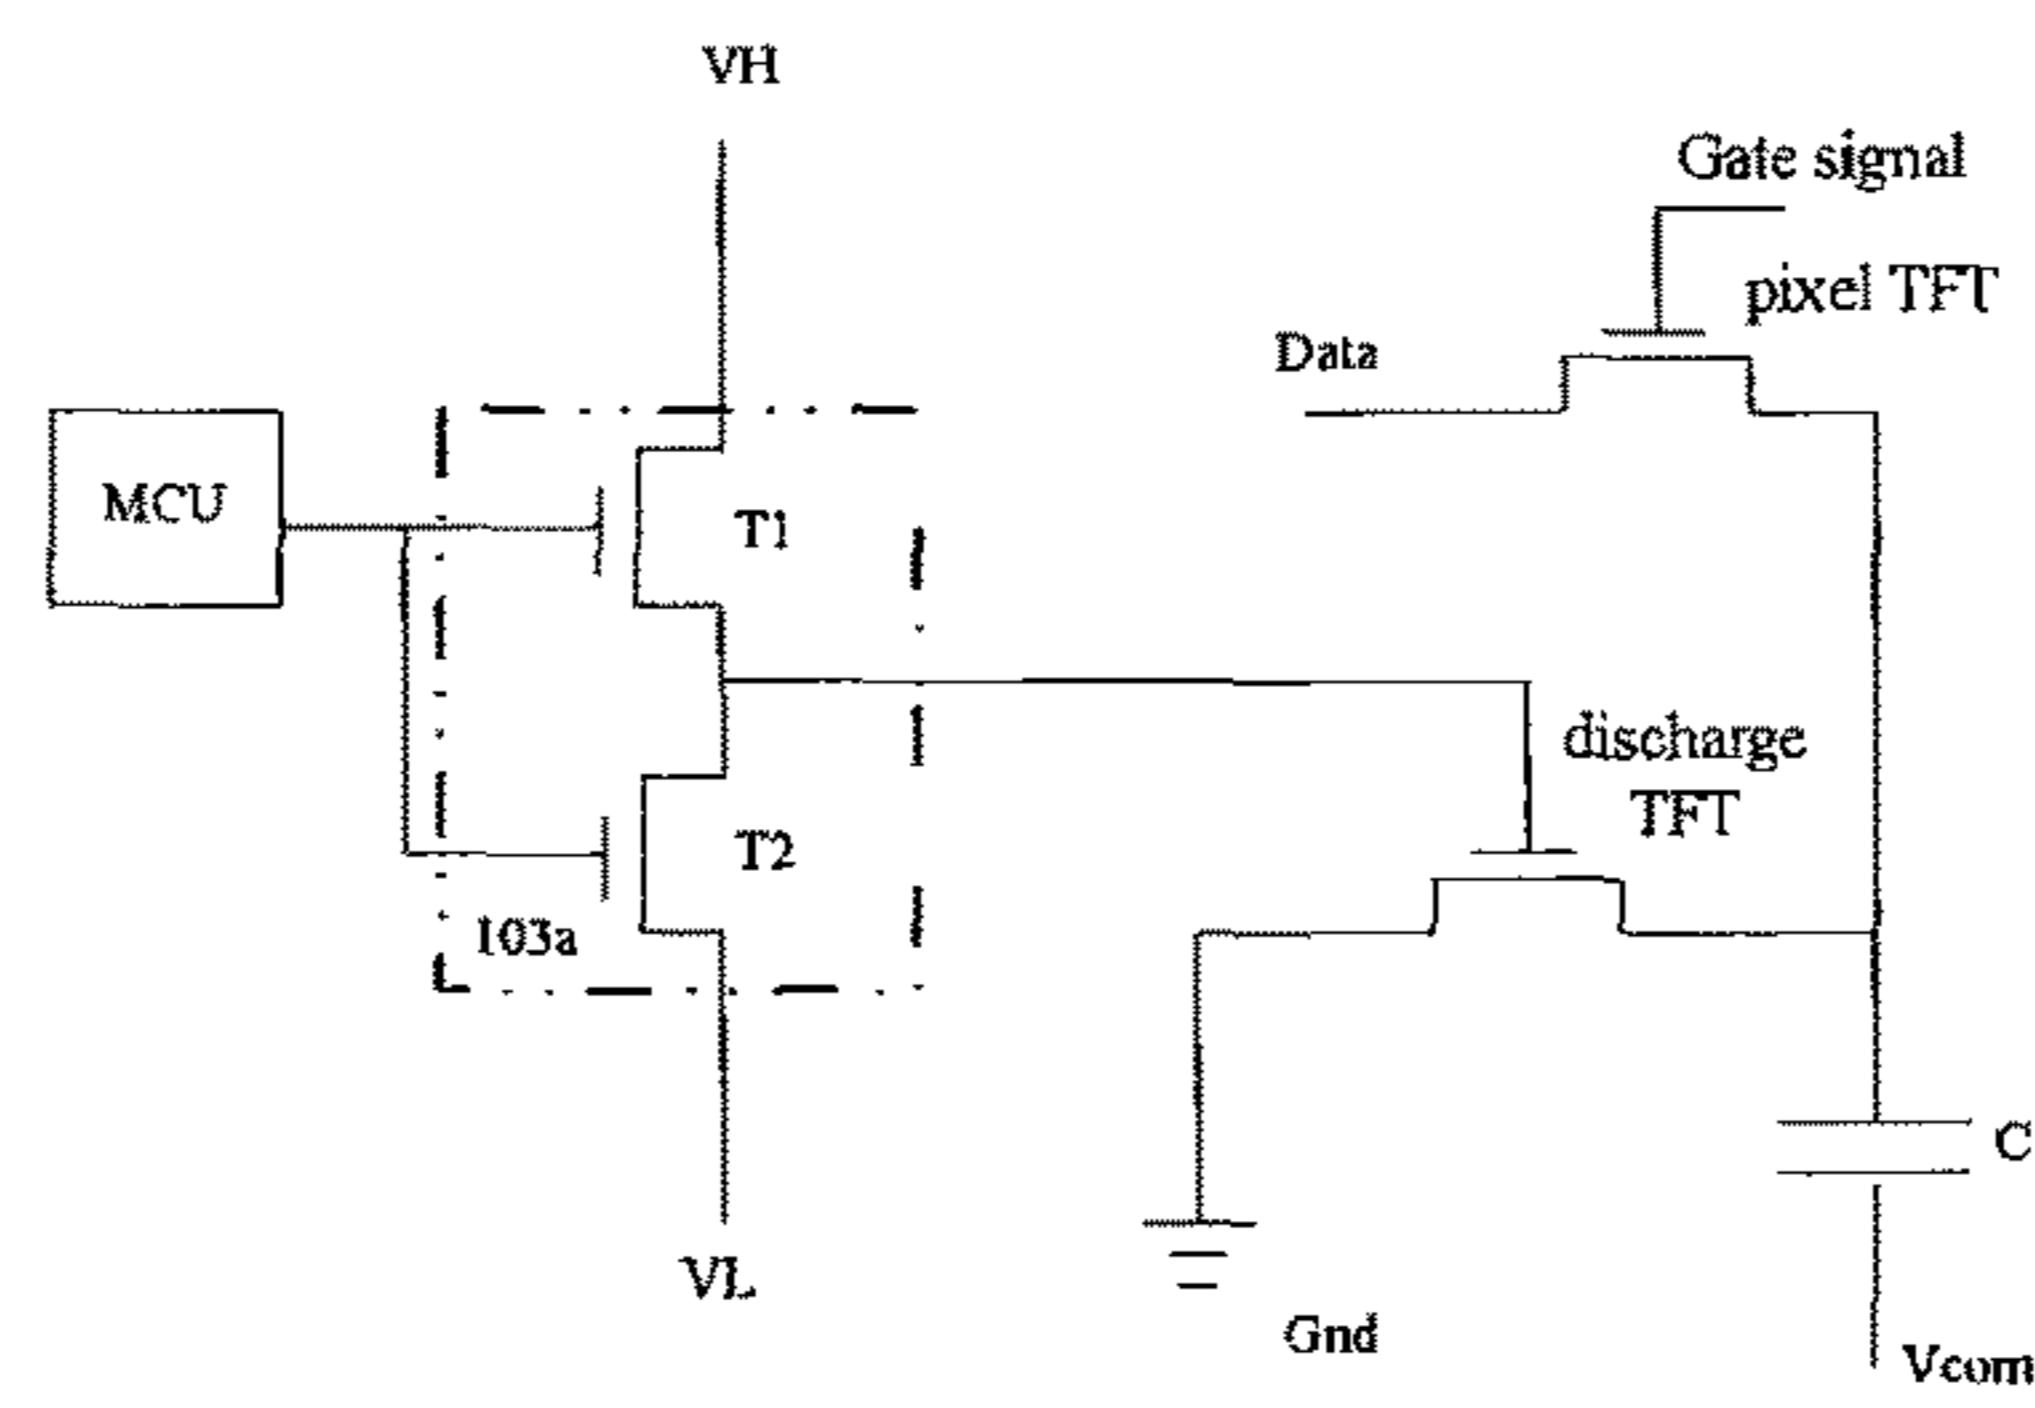 VH
Gate signal
pixel TFT
Data
MCU
T1
discharge
TFT
T2
103a
C
VL
Gnd
Vcom